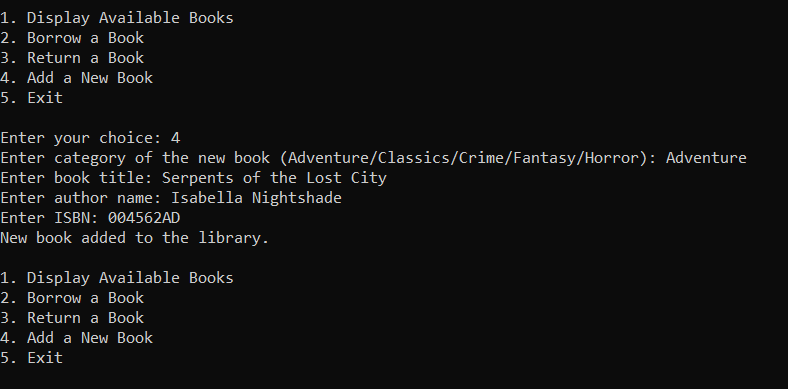 1. Display Available Books
2. Borrow a Book
3. Return a Book
4. Add a New Book
5. Exit
Enter your choice: 4
Enter category of the new book (Adventure/Classics/Crime/Fantasy/Horror): Adventure
Enter book title: Serpents of the Lost City
Enter author name: Isabella Nightshade
Enter ISBN: 004562AD
New book added to the library.
1. Display Available Books
2. Borrow a Book
3. Return a Book
4. Add a New Book
5. Exit